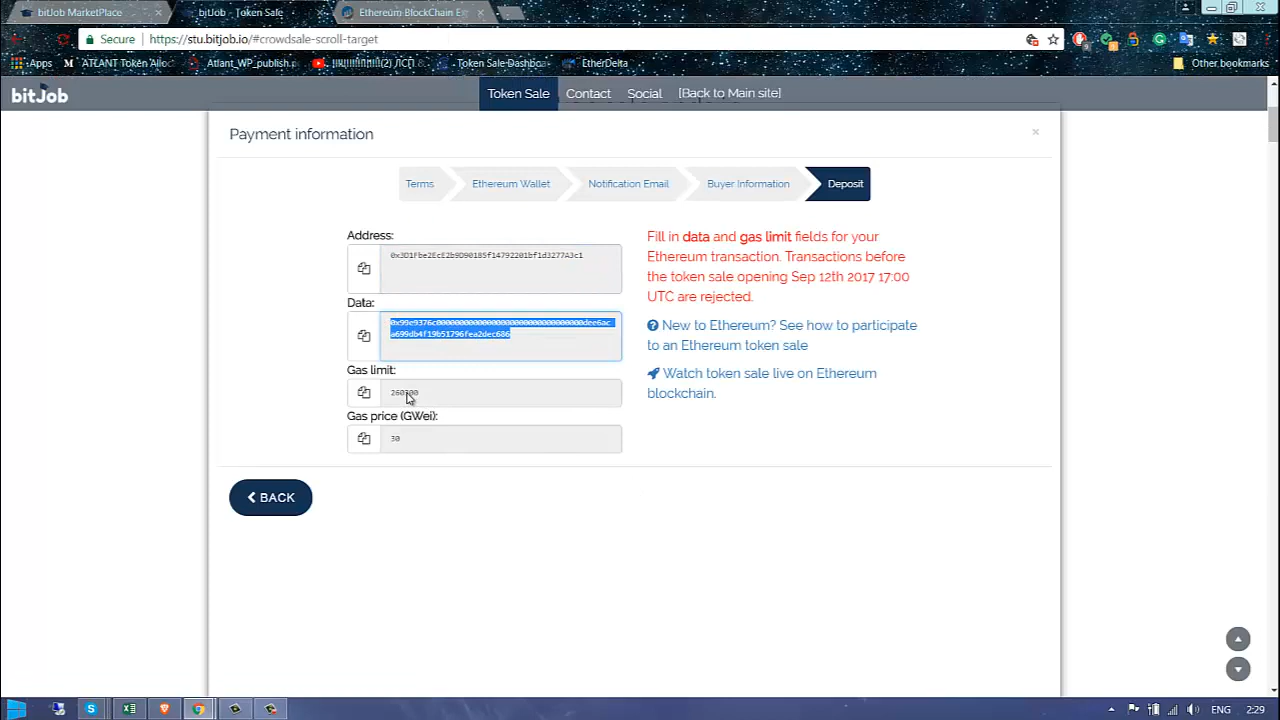 bitJob MarketPlace
bitJob - Token Sale
Ethereum BlockChain Ex
Secure
https://stu.bitjob.io/#crowdsale-scroll-target
Apps
ATLANT Token Alloc
Atlant_WP_publish.
Token Sale Dashboa
EtherDelta
Other bookmarks
bitJob
Token Sale
Contact
Social
[Back to Main site]
Payment information
×
Terms
Ethereum Wallet
Notification Email
Buyer Information
Deposit
Address:
Fill in data and gas limit fields for your
Ethereum transaction. Transactions before
the token sale opening Sep 12th 2017 17:00
UTC are rejected.
Data:
New to Ethereum? See how to participate
to an Ethereum token sale
Gas limit:
Watch token sale live on Ethereum
blockchain.
Gas price (GWei):
30
BACK
ENG
2:29